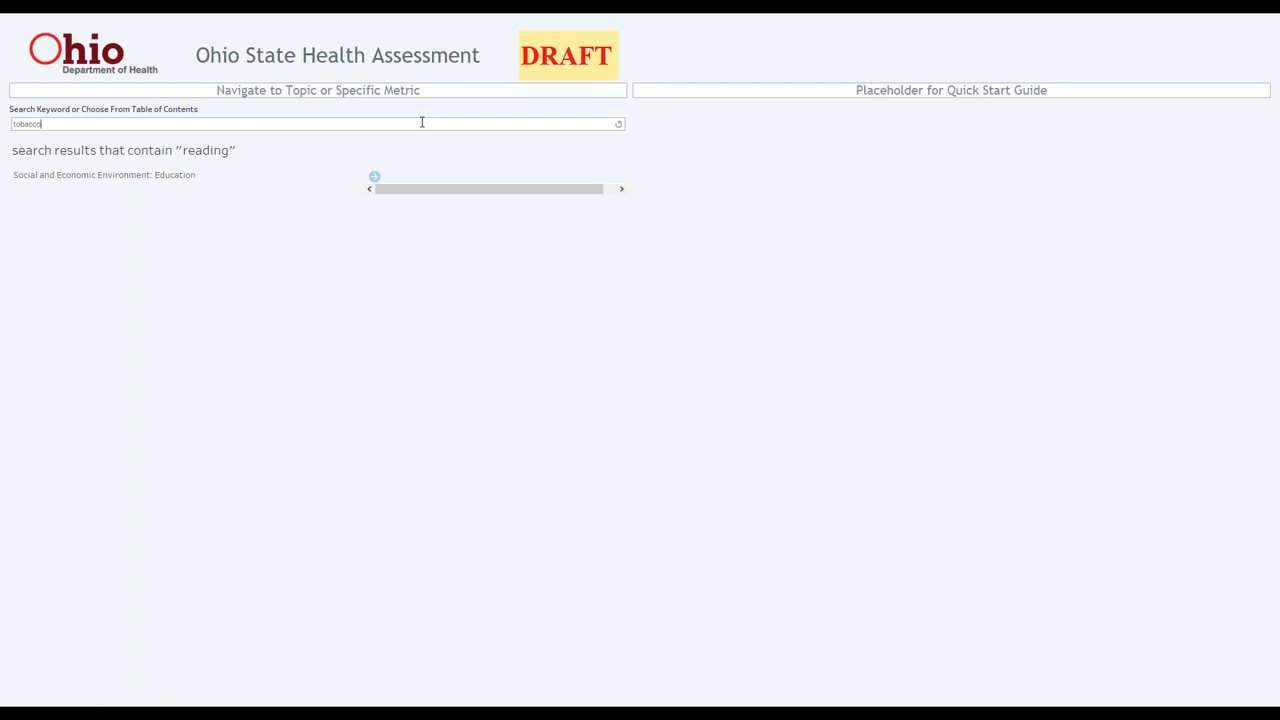 Ohio
Department of Health
Ohio State Health Assessment
DRAFT
Navigate to Topic or Specific Metric
Placeholder for Quick Start Guide
Search Keyword or Choose From Table of Contents
tobacco
search results that contain "reading"
Social and Economic Environment: Education